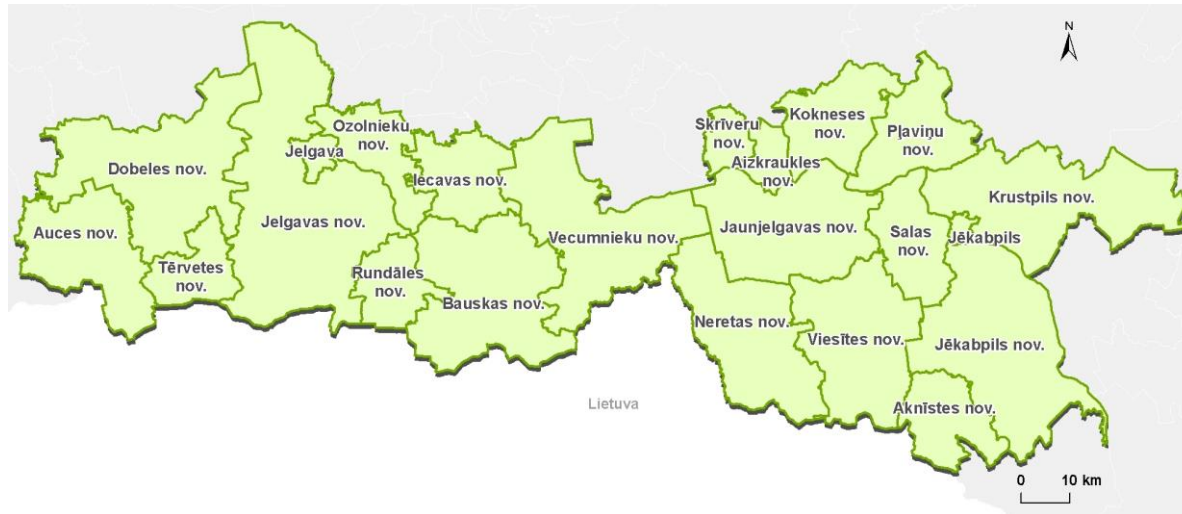 N
Kokneses
nov.
Skrīveru
nov.
Pļaviņu
nov.
Ozolnieku
nov.
Jelgava
Aizkraukles
nov.
Dobeles nov.
Iecavas nov.
Krustpils nov.
Auces nov.
Jelgavas nov.
Vecumnieku nov.
Jaunjelgavas nov.
Salas
nov.
Jēkabpils
Tērvetes
nov.
Rundāles
nov.
Bauskas nov.
Neretas nov.
Viesītes nov.
Jēkabpils nov.
Lietuva
Aknīstes nov.
0 10 km